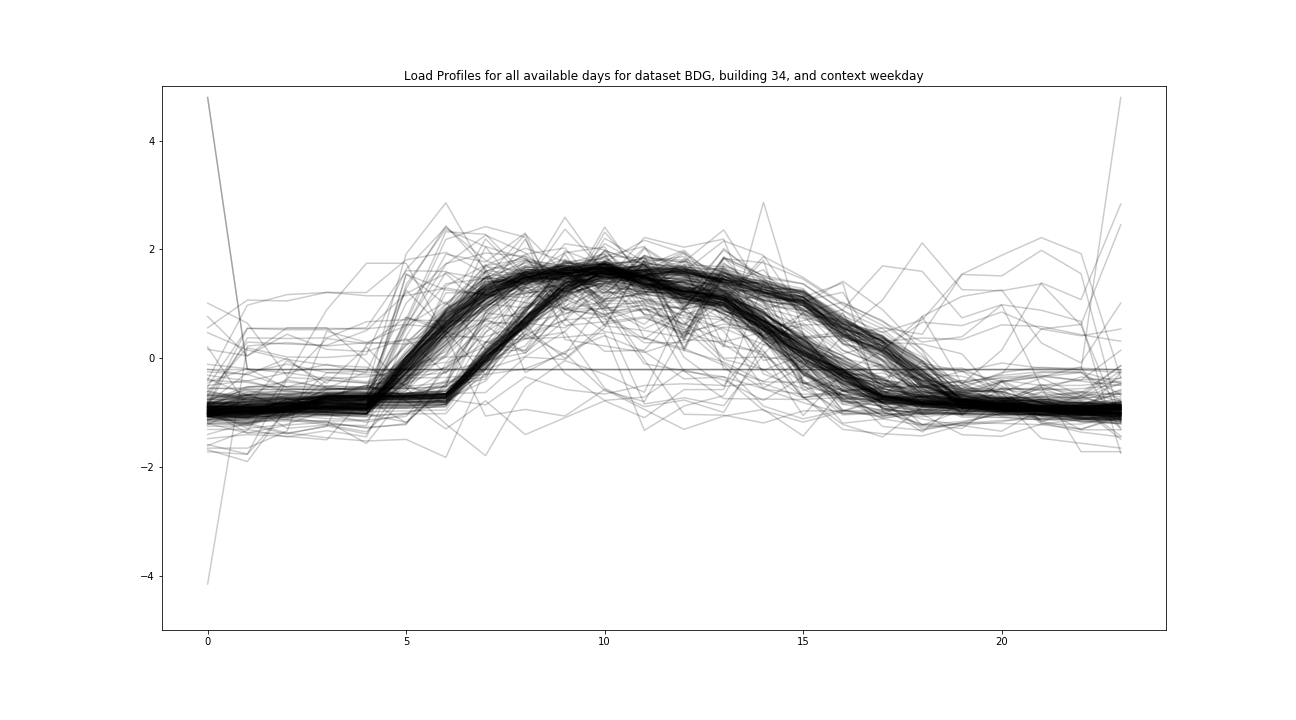 Load Profiles for all available days for dataset BDG, building 34, and context weekday
4
2
0
−2
−4
0 5 10 15 20